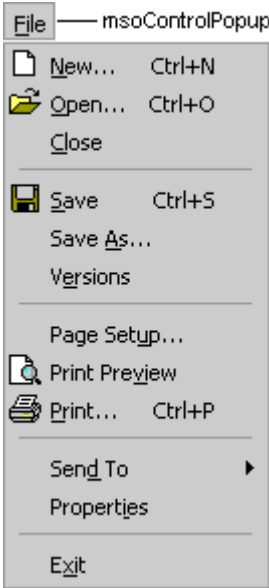 File msoControlPopup
New... Ctrl+N
Open... Ctrl+O
Close
Save Ctrl+S
Save As...
Versions
Page Setup...
Print Preview
Print... Ctrl+P
Send To
Properties
Exit